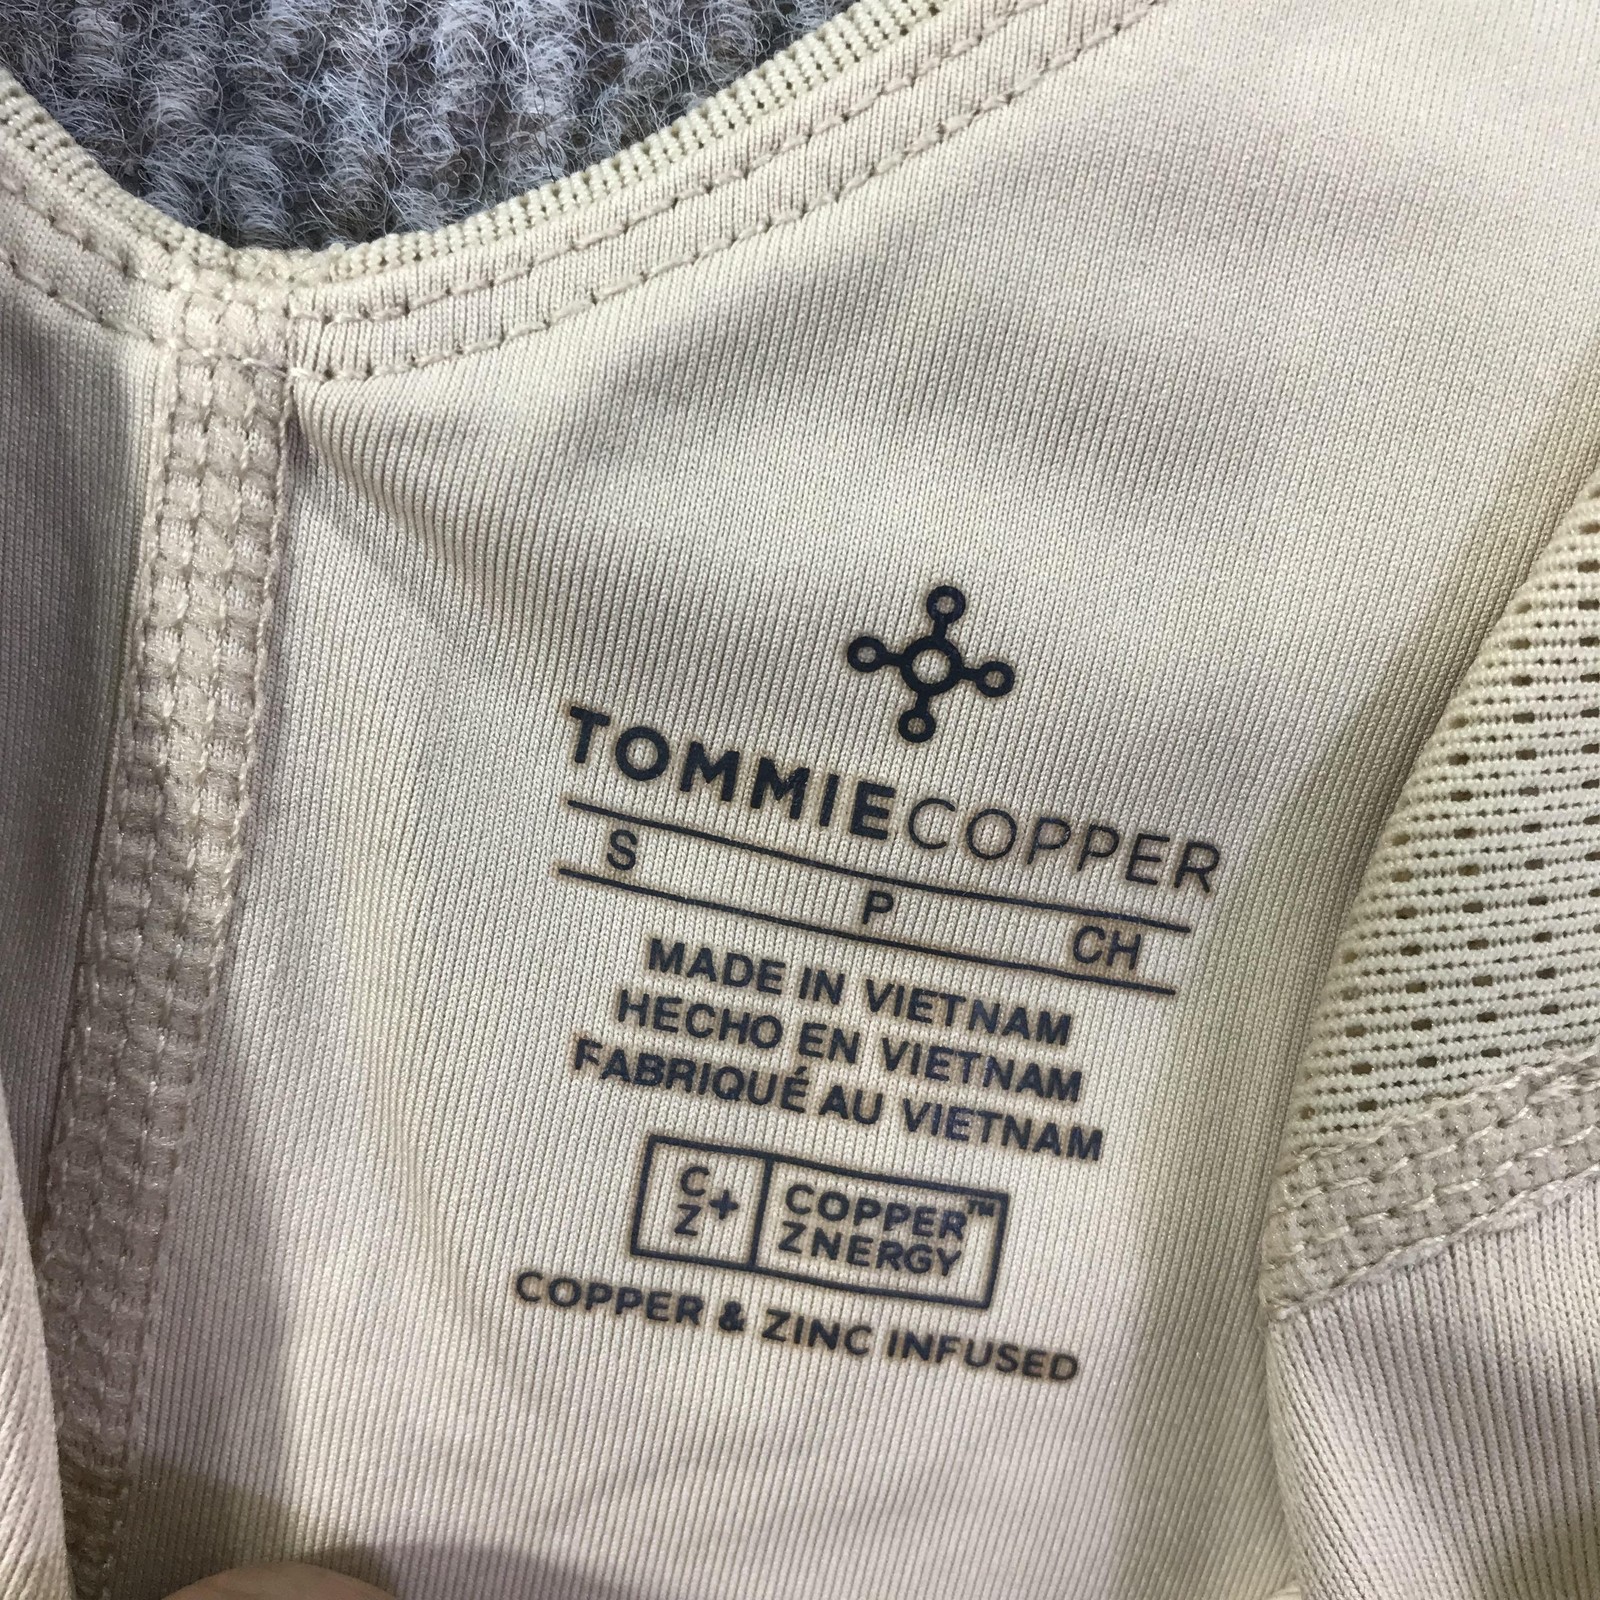 TOMMIECOPPER
S P CH
MADE IN VIETNAM
HECHO EN VIETNAM
FABRIQUÉ AU VIETNAM
C Z + COPPER™ ZNERGY
COPPER & ZINC INFUSED